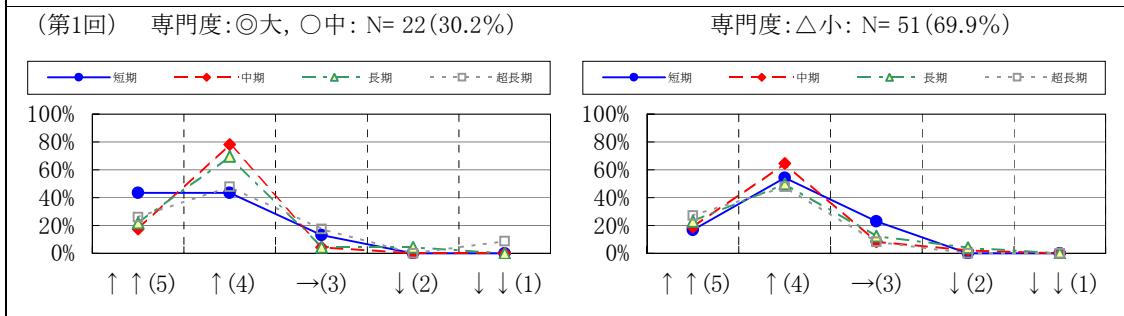 (第1回) 専門度:◎大, ○中: N= 22(30.2%)
専門度:△小: N= 51(69.9%)
短期 中期 長期 超長期
短期 中期 長期 超長期
100%
80%
60%
40%
20%
0%
↑↑(5) ↑(4) →(3) ↓(2) ↓↓(1)
100%
80%
60%
40%
20%
0%
↑↑(5) ↑(4) →(3) ↓(2) ↓↓(1)